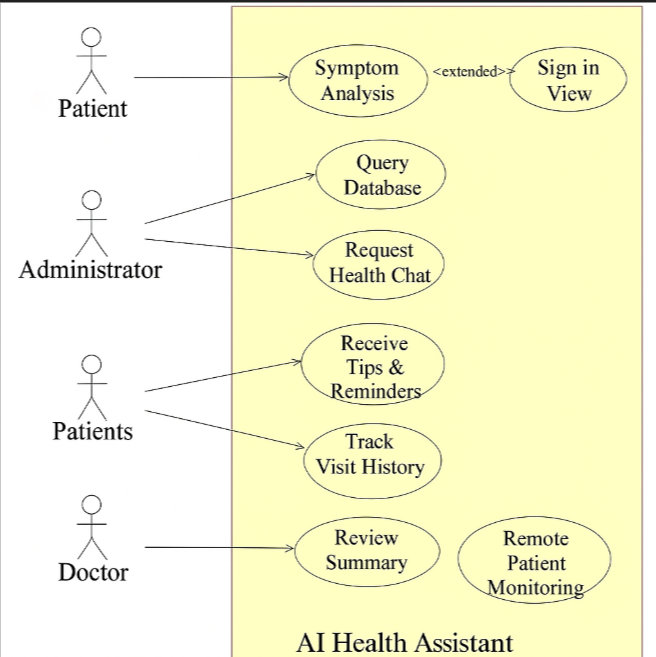 Patient
Symptom
Analysis
<extended>>
Sign in
View
Query
Database
Administrator
Request
Health Chat
Receive
Tips &
Reminders
Patients
Track
Visit History
Doctor
Review
Summary
Remote
Patient
Monitoring
AI Health Assistant